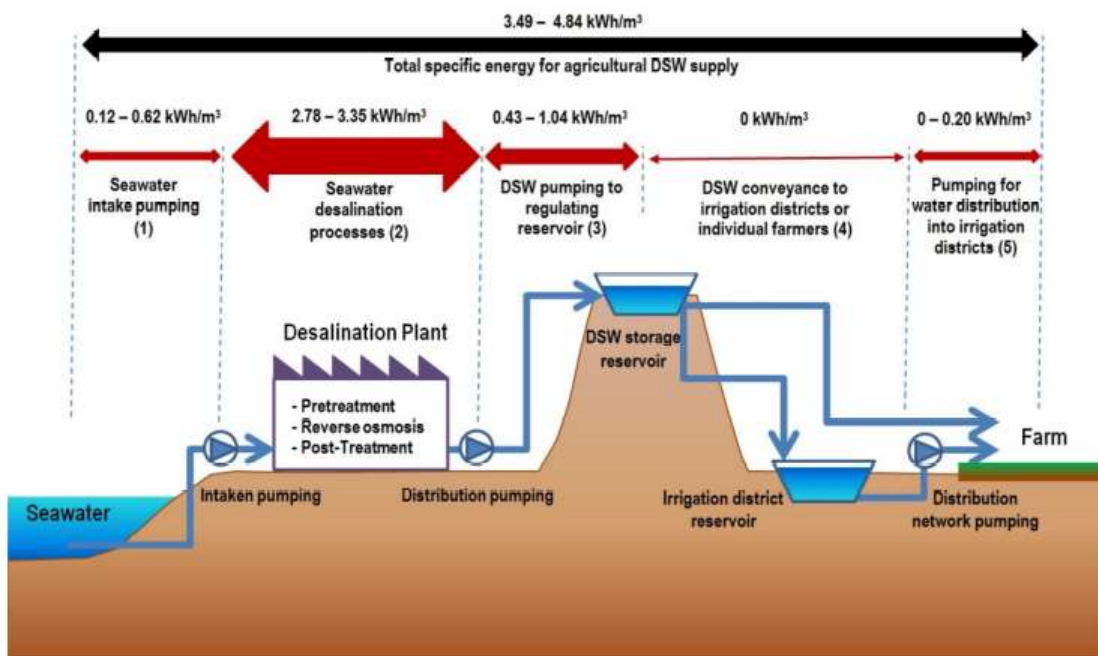 3.49 – 4.84 kWh/m³
Total specific energy for agricultural DSW supply
0.12 – 0.62 kWh/m³
2.78 – 3.35 kWh/m³
0.43 – 1.04 kWh/m³
0 kWh/m³
0 – 0.20 kWh/m³
Seawater
intake pumping
(1)
Seawater
desalination
processes (2)
DSW pumping to
regulating
reservoir (3)
DSW conveyance to
irrigation districts or
individual farmers (4)
Pumping for
water distribution
into irrigation
districts (5)
Desalination Plant
- Pretreatment
- Reverse osmosis
- Post-Treatment
DSW storage
reservoir
Farm
Seawater
Intaken pumping
Distribution pumping
Irrigation district
reservoir
Distribution
network pumping